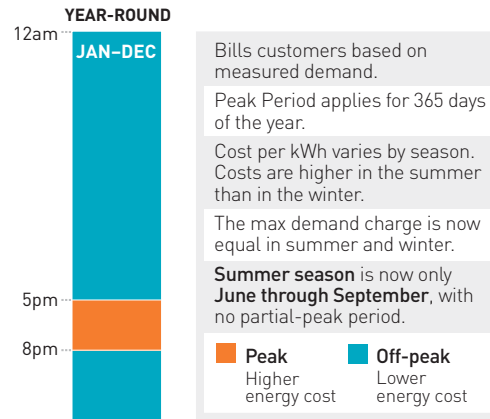 YEAR-ROUND
12am
JAN–DEC
Bills customers based on
measured demand.
Peak Period applies for 365 days
of the year.
Cost per kWh varies by season.
Costs are higher in the summer
than in the winter.
The max demand charge is now
equal in summer and winter.
Summer season is now only
June through September, with
no partial-peak period.
5pm
8pm
Peak
Higher
energy cost
Off-peak
Lower
energy cost